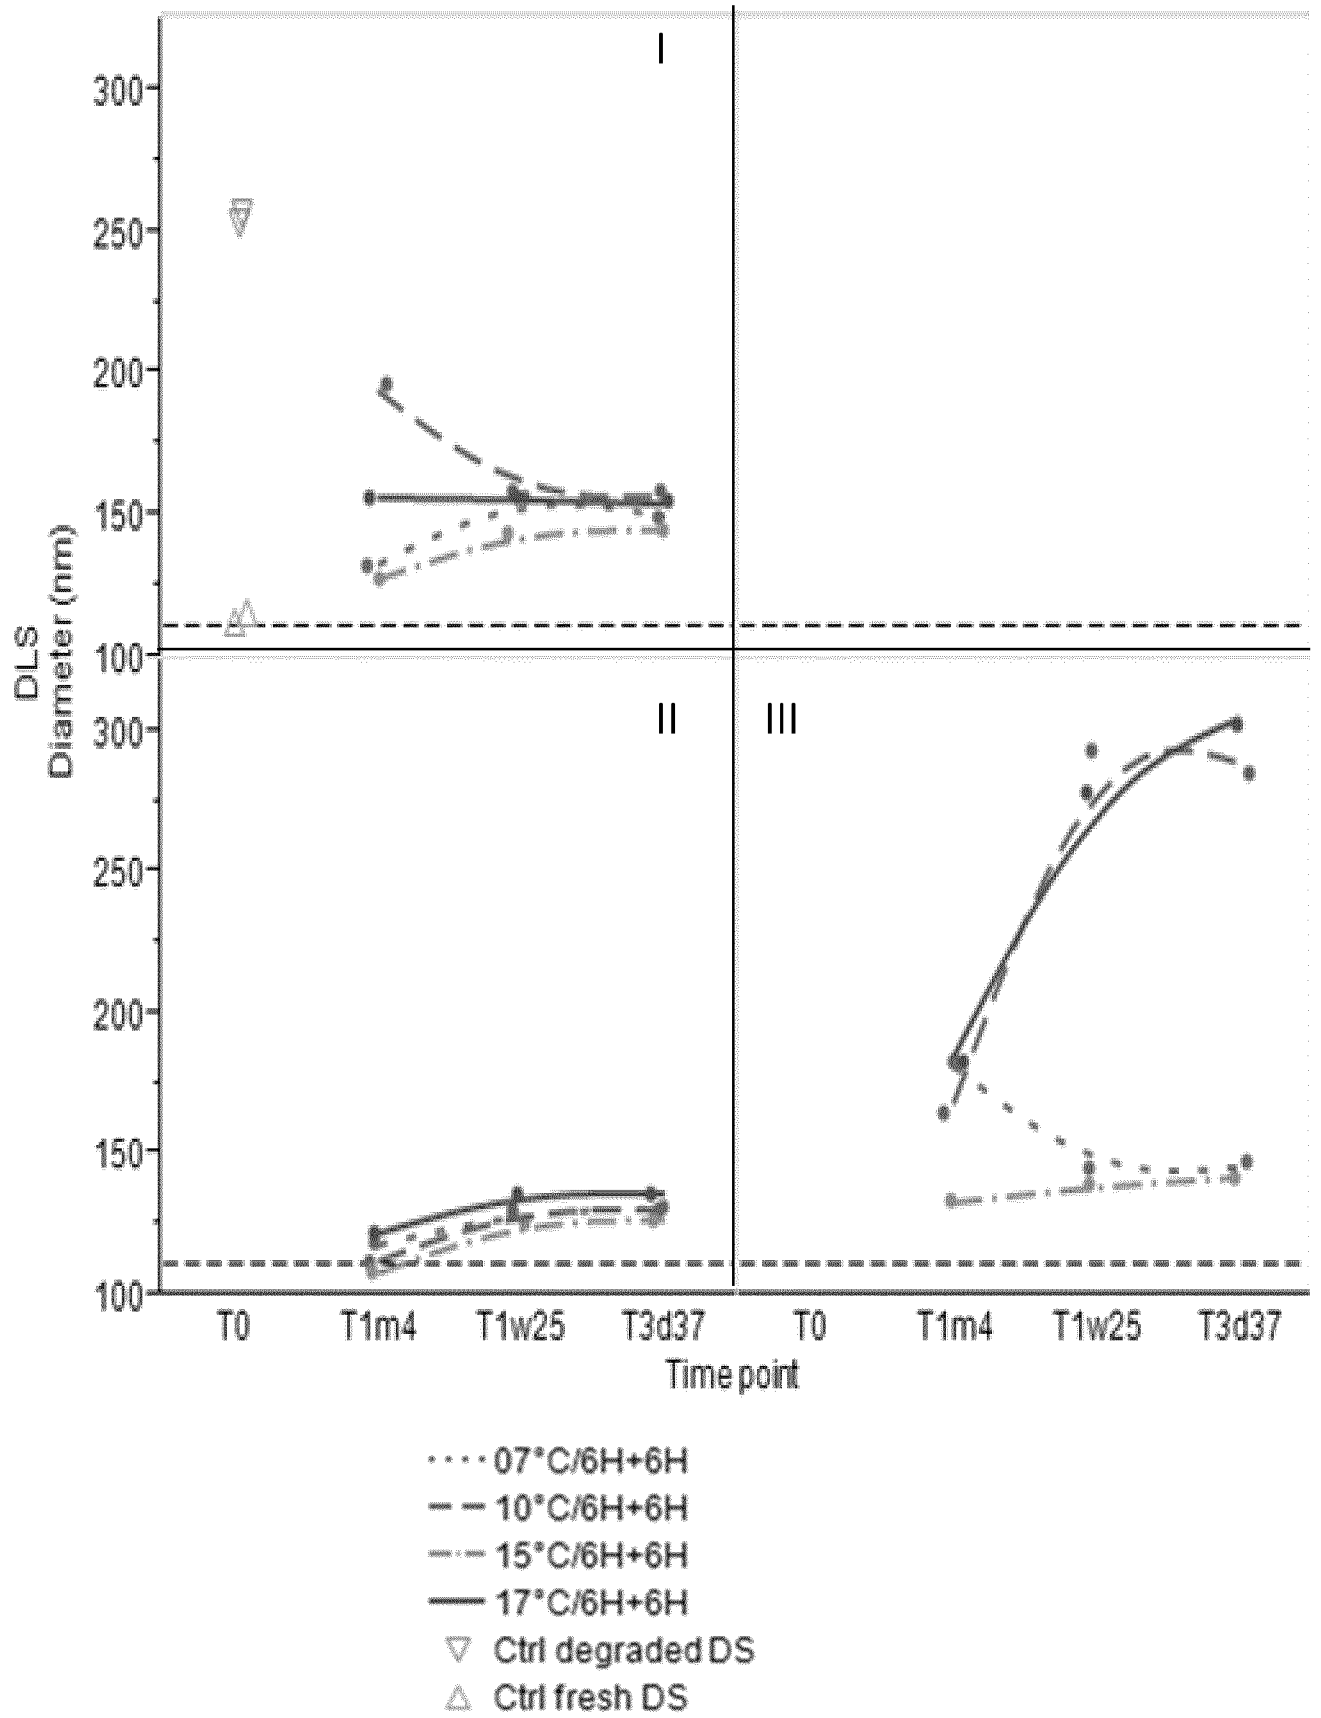 I
300
250
200
150
100
DLS
Diameter (nm)
II
III
300
250
200
150
100
T0
T1m4
T1w25
T3d37
T0
T1m4
T1w25
T3d37
Time point
07°C/6H+6H
10°C/6H+6H
15°C/6H+6H
17°C/6H+6H
Ctrl degraded DS
Ctrl fresh DS